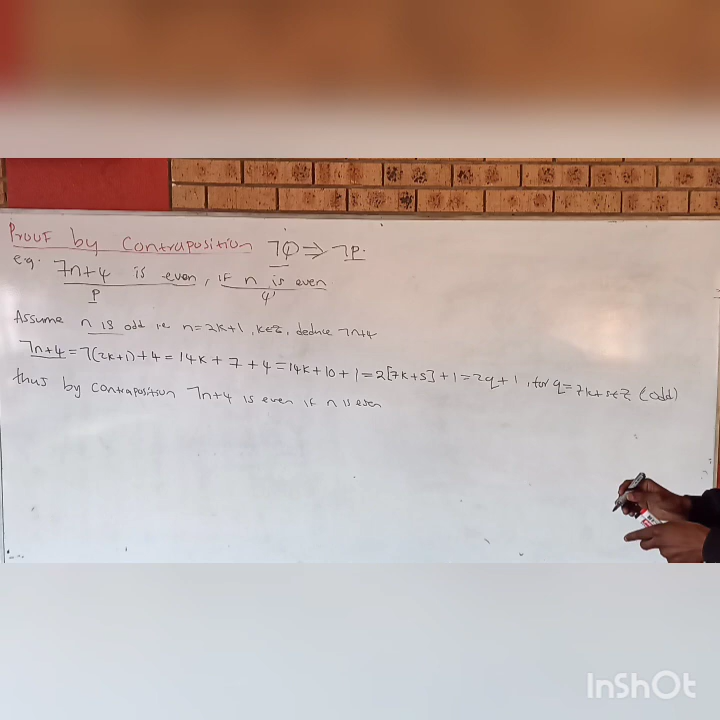 Proof by Contraposition ¬Q ⇒ ¬P.
eg. 7n+4 is even, if n is even
P Q
Assume n is odd i.e n=2k+1, k∈Z, deduce 7n+4
7n+4=7(2k+1)+4=14k+7+4=14k+10+1=2[7k+5]+1=2q+1, for q=7k+5∈Z (odd)
thus by contraposition 7n+4 is even if n is even
InShOt